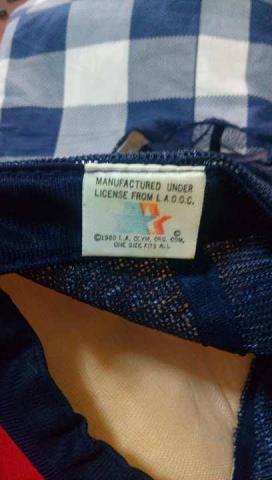 MANUFACTURED UNDER
LICENSE FROM L.A.O.O.C.
©
©1980 L.A. OLYM. ORG. COM.
ONE SIZE FITS ALL